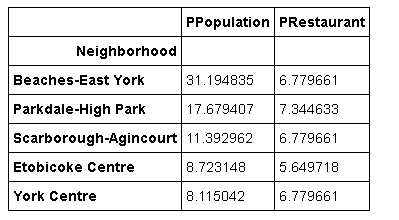 PPopulation PRestaurant
Neighborhood
Beaches-East York 31.194835 6.779661
Parkdale-High Park 17.679407 7.344633
Scarborough-Agincourt 11.392962 6.779661
Etobicoke Centre 8.723148 5.649718
York Centre 8.115042 6.779661